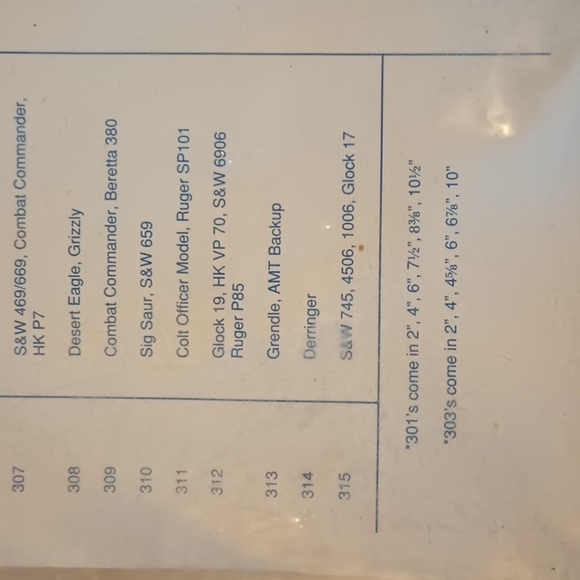 307 S&W 469/669, Combat Commander,
HK P7
308 Desert Eagle, Grizzly
309 Combat Commander, Beretta 380
310 Sig Saur, S&W 659
311 Colt Officer Model, Ruger SP101
312 Glock 19, HK VP 70, S&W 6906
Ruger P85
313 Grendle, AMT Backup
314 Derringer
315 S&W 745, 4506, 1006, Glock 17
*301's come in 2", 4", 6", 7½", 8⅜", 10½"
*303's come in 2", 4", 4⅝", 6", 6⅞", 10"